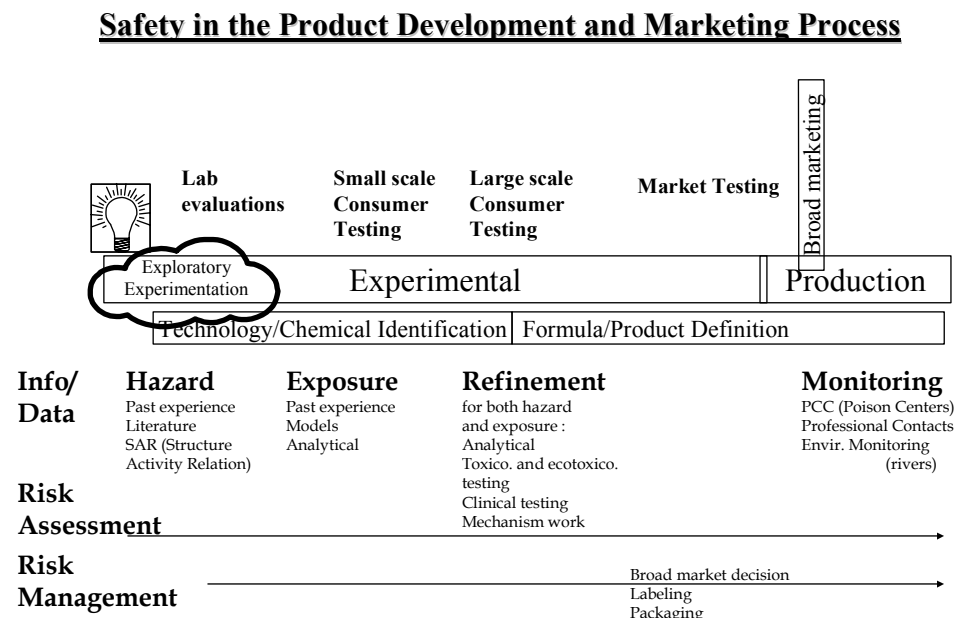 Safety in the Product Development and Marketing Process
Broad marketing
Lab
evaluations
Small scale
Consumer
Testing
Large scale
Consumer
Testing
Market Testing
Exploratory
Experimentation
Experimental
Production
Technology/Chemical Identification
Formula/Product Definition
Info/
Data
Hazard
Past experience
Literature
SAR (Structure
Activity Relation)
Exposure
Past experience
Models
Analytical
Refinement
for both hazard
and exposure :
Analytical
Toxico. and ecotoxico.
testing
Clinical testing
Mechanism work
Monitoring
PCC (Poison Centers)
Professional Contacts
Envir. Monitoring
(rivers)
Risk
Assessment
Risk
Management
Broad market decision
Labeling
Packaging